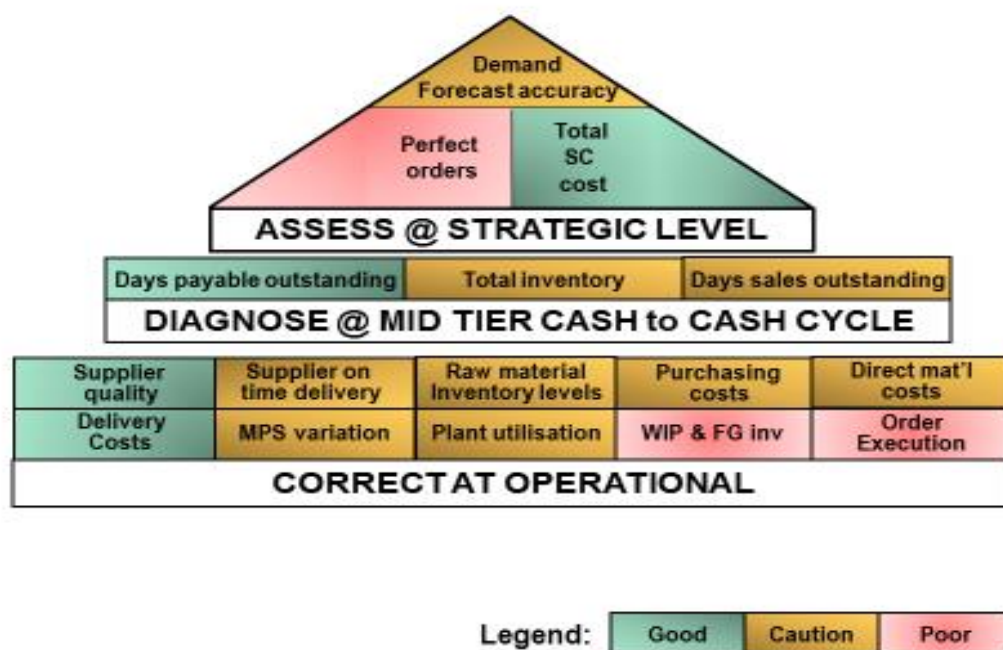 Demand
Forecast accuracy
Perfect
orders
Total
SC
cost
ASSESS @ STRATEGIC LEVEL
Days payable outstanding
Total inventory
Days sales outstanding
DIAGNOSE @ MID TIER CASH to CASH CYCLE
Supplier
quality
Supplier on
time delivery
Raw material
Inventory levels
Purchasing
costs
Direct mat'l
costs
Delivery
Costs
MPS variation
Plant utilisation
WIP & FG inv
Order
Execution
CORRECT AT OPERATIONAL
Legend:
Good
Caution
Poor